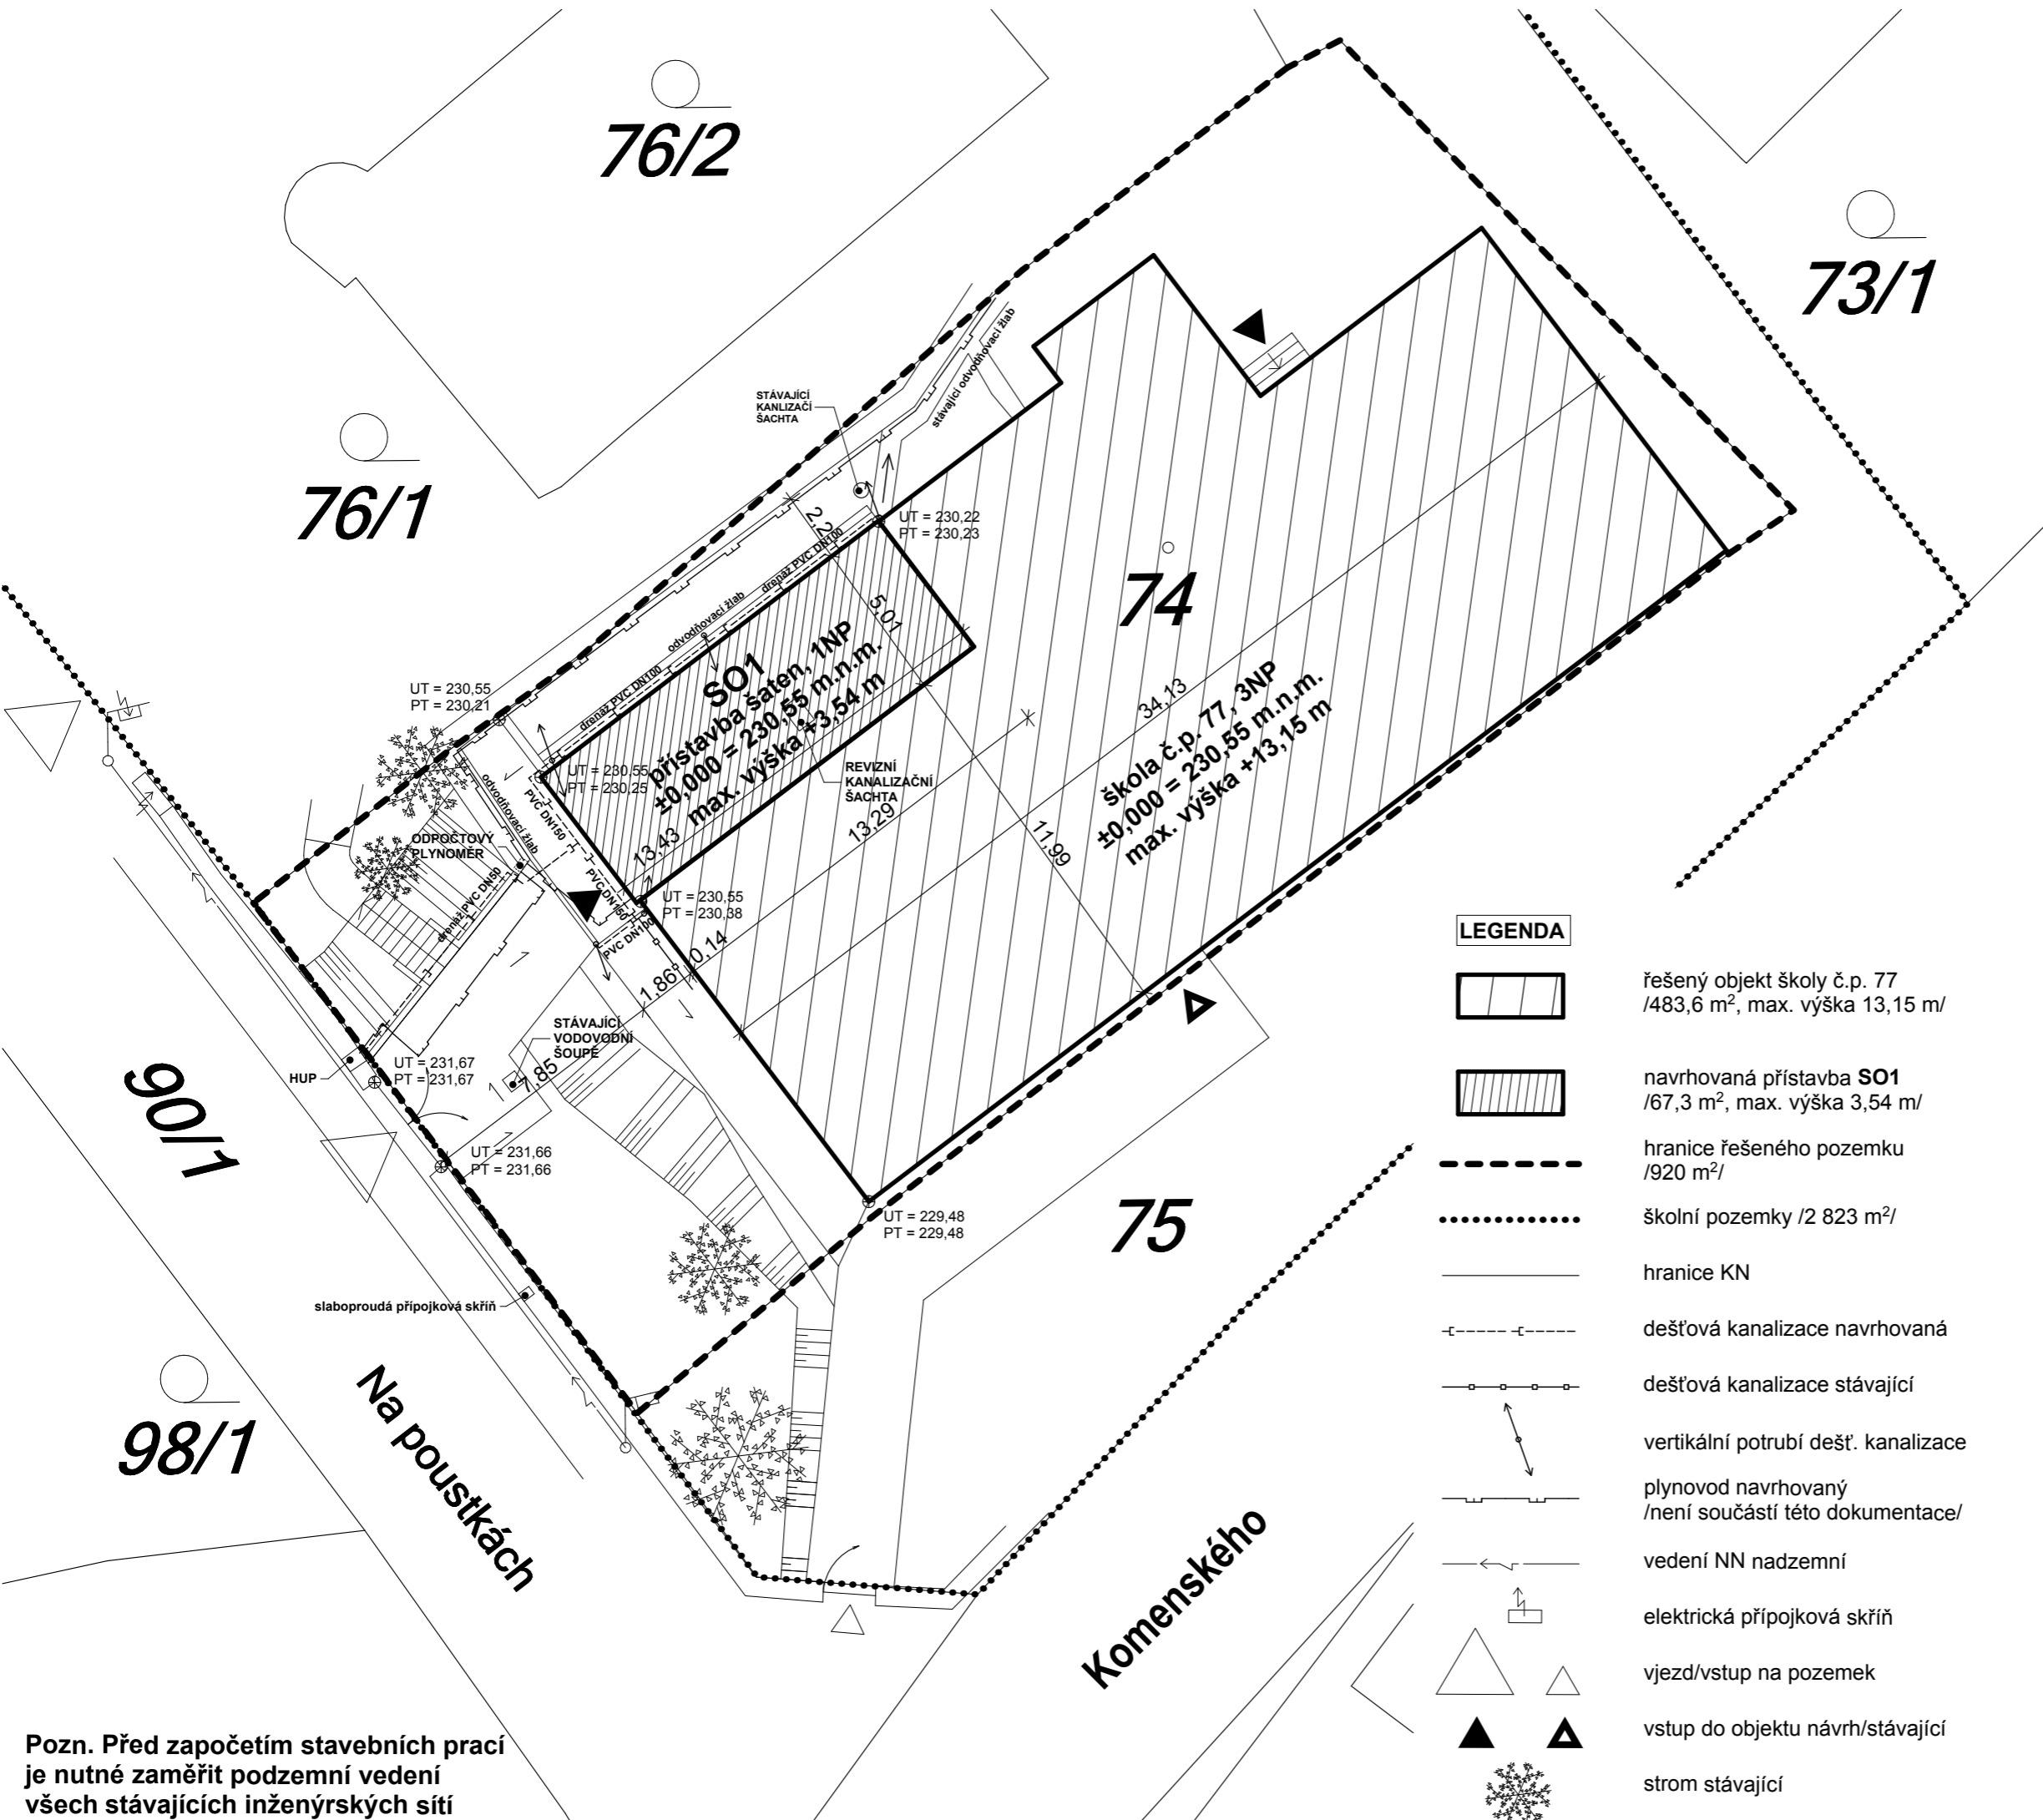 76/2
73/1
76/1
STÁVAJÍCÍ
KANLIZAČÍ
ŠACHTA
stávající odvodňovací žlab
UT = 230,22
PT = 230,23
74
5,01
drenáž PVC DN100
odvodňovací žlab
drenáž PVC DN100
SO1
přístavba šaten, 1NP
±0,000 = 230,55 m.n.m.
max. výška +3,54 m
UT = 230,55
PT = 230,21
UT = 230,55
PT = 230,25
34,13
škola č.p. 77, 3NP
±0,000 = 230,55 m.n.m.
max. výška +13,15 m
REVIZNÍ
KANALIZAČNÍ
ŠACHTA
13,29
13,43
11,99
odvodňovací žlab
PVC DN150
PVC DN150
ODPOČTOVÝ
PLYNOMĚR
drenáž PVC DN50
UT = 230,55
PT = 230,38
PVC DN100
0,14
1,86
STÁVAJÍCÍ
VODOVODNÍ
ŠOUPĚ
7,85
HUP
UT = 231,67
PT = 231,67
UT = 231,66
PT = 231,66
90/1
UT = 229,48
PT = 229,48
75
slaboproudá přípojková skříň
98/1
Na poustkách
Komenského
LEGENDA
řešený objekt školy č.p. 77
/483,6 m², max. výška 13,15 m/
navrhovaná přístavba SO1
/67,3 m², max. výška 3,54 m/
hranice řešeného pozemku
/920 m²/
školní pozemky /2 823 m²/
hranice KN
dešťová kanalizace navrhovaná
dešťová kanalizace stávající
vertikální potrubí dešť. kanalizace
plynovod navrhovaný
/není součástí této dokumentace/
vedení NN nadzemní
elektrická přípojková skříň
vjezd/vstup na pozemek
vstup do objektu návrh/stávající
strom stávající
Pozn. Před započetím stavebních prací
je nutné zaměřit podzemní vedení
všech stávajících inženýrských sítí